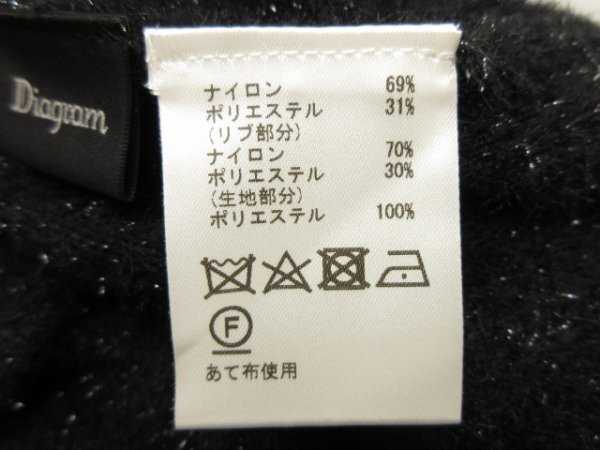 Diagram
ナイロン 69%
ポリエステル 31%
(リブ部分)
ナイロン 70%
ポリエステル 30%
(生地部分)
ポリエステル 100%
F
あて布使用